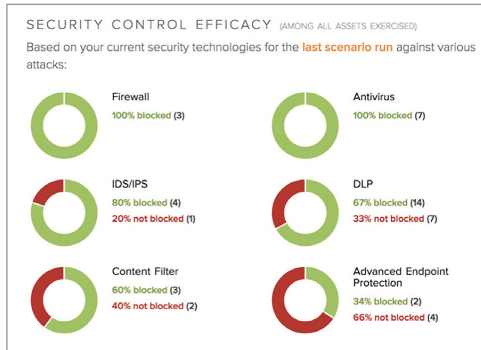 SECURITY CONTROL EFFICACY (AMONG ALL ASSETS EXERCISED)
Based on your current security technologies for the last scenario run against various
attacks:
Firewall
100% blocked (3)
Antivirus
100% blocked (7)
IDS/IPS
80% blocked (4)
20% not blocked (1)
DLP
67% blocked (14)
33% not blocked (7)
Content Filter
60% blocked (3)
40% not blocked (2)
Advanced Endpoint
Protection
34% blocked (2)
66% not blocked (4)